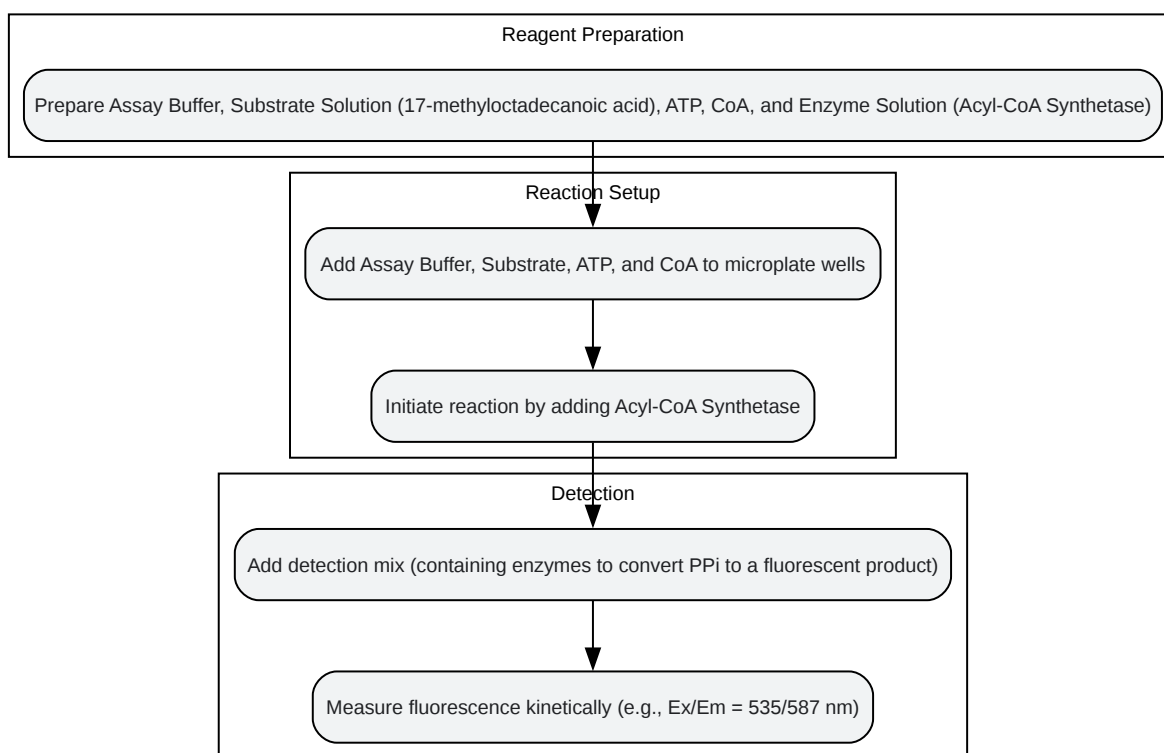 Reagent Preparation
Prepare Assay Buffer, Substrate Solution (17-methyloctadecanoic acid), ATP, CoA, and Enzyme Solution (Acyl-CoA Synthetase)
Reaction Setup
Add Assay Buffer, Substrate, ATP, and CoA to microplate wells
Initiate reaction by adding Acyl-CoA Synthetase
Detection
Add detection mix (containing enzymes to convert PPi to a fluorescent product)
Measure fluorescence kinetically (e.g., Ex/Em = 535/587 nm)